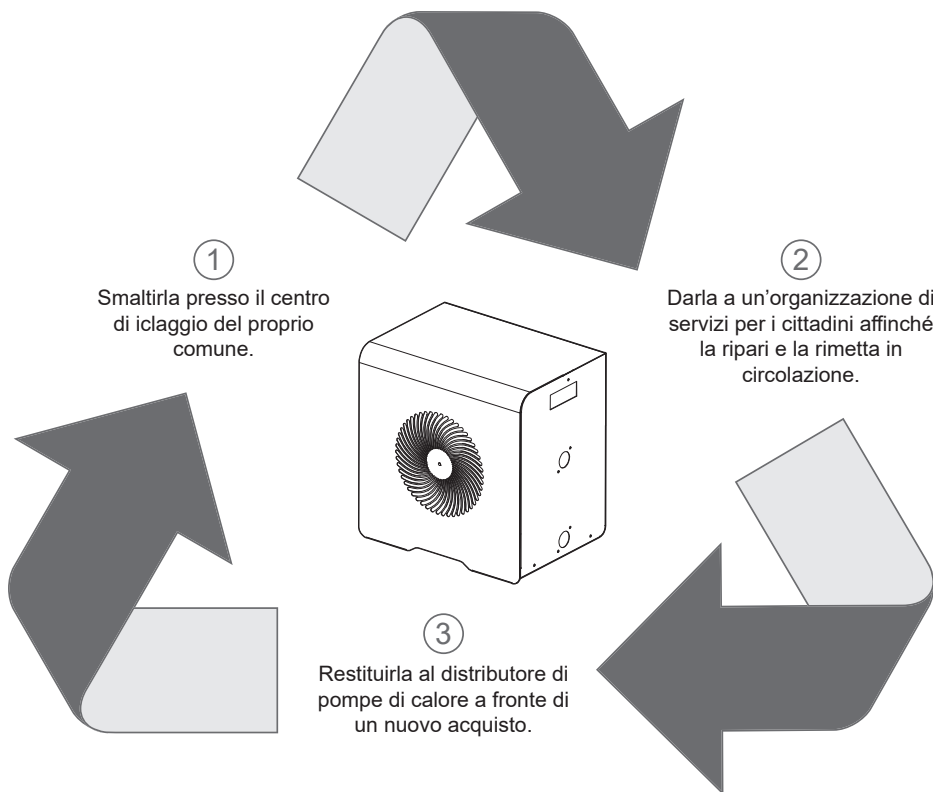 1
Smaltirla presso il centro
di iclaggio del proprio
comune.
2
Darla a un’organizzazione di
servizi per i cittadini affinché
la ripari e la rimetta in
circolazione.
3
Restituirla al distributore di
pompe di calore a fronte di
un nuovo acquisto.